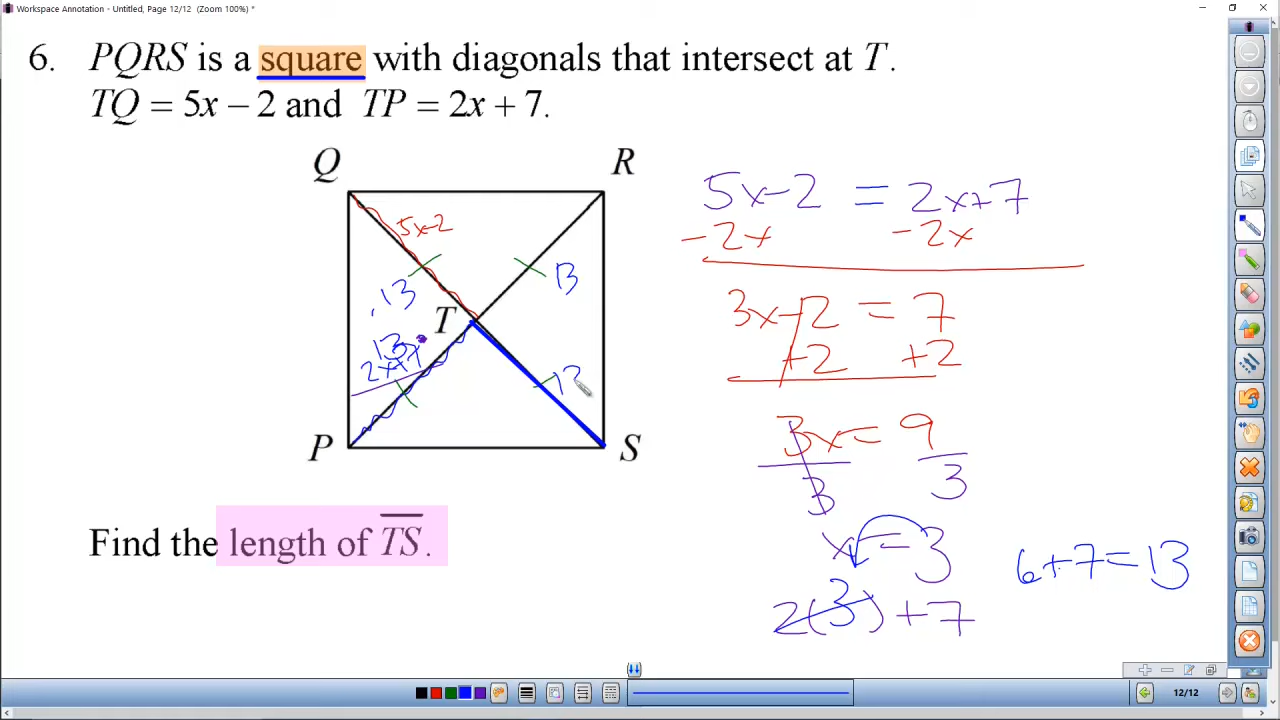 Workspace Annotation - Untitled, Page 12/12 (Zoom 100%) *
6. PQRS is a square with diagonals that intersect at T.
TQ = 5x − 2 and TP = 2x + 7.
Q
R
5x-2
13
13
T
13
2x+7
13
P
S
Find the length of TS.
5x-2 = 2x+7
-2x -2x
3x-2 = 7
+2 +2
3x = 9
3 3
x = 3
2(3) +7
6+7=13
12/12